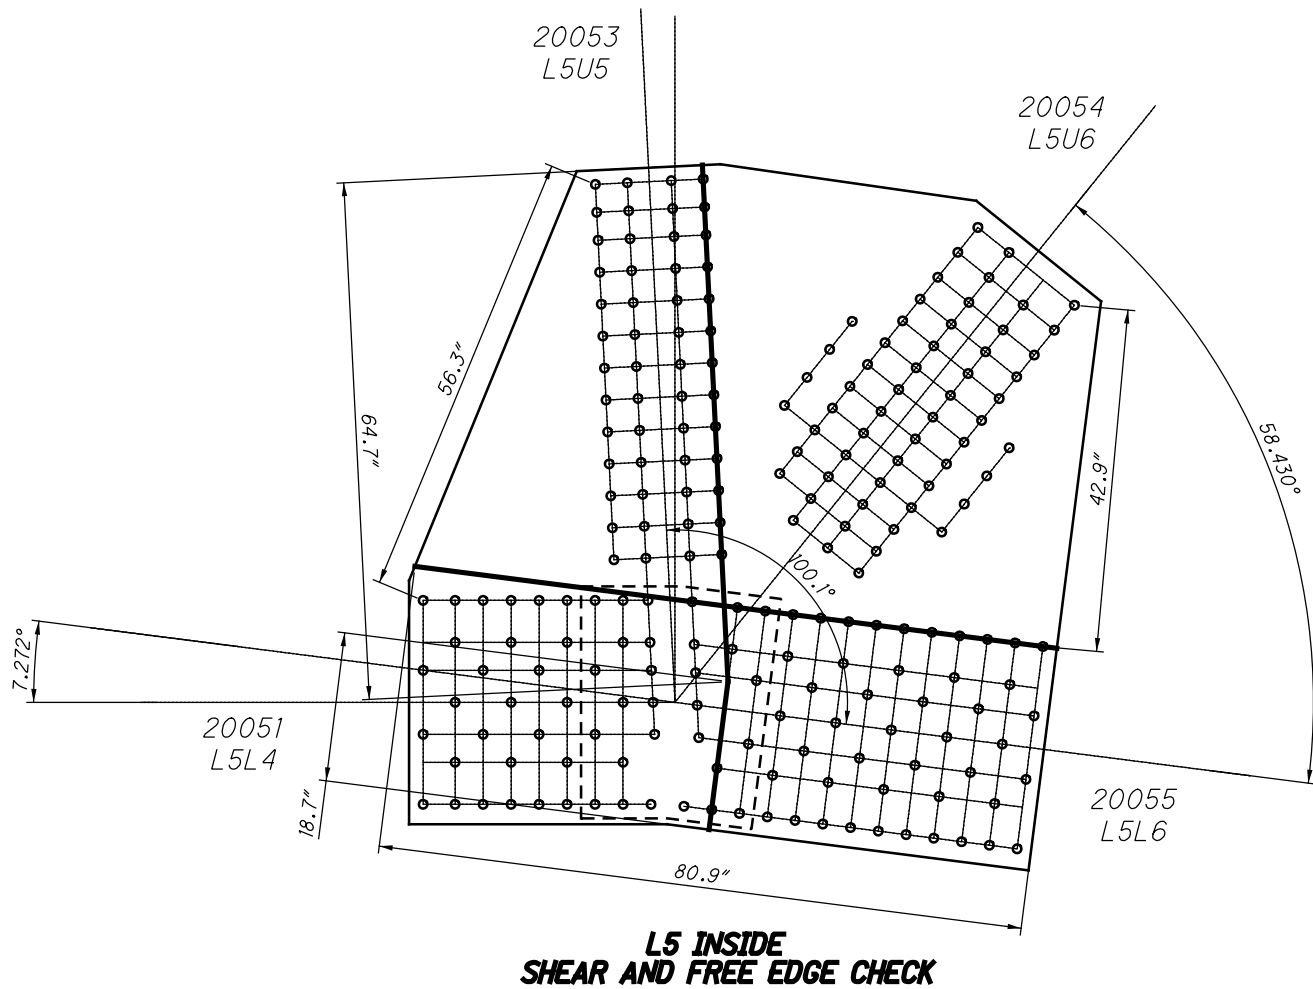 20053
L5U5
20054
L5U6
56.3"
64.7"
58.430°
42.9"
100.1°
7.272°
20051
L5L4
18.7"
20055
L5L6
80.9"
L5 INSIDE
SHEAR AND FREE EDGE CHECK